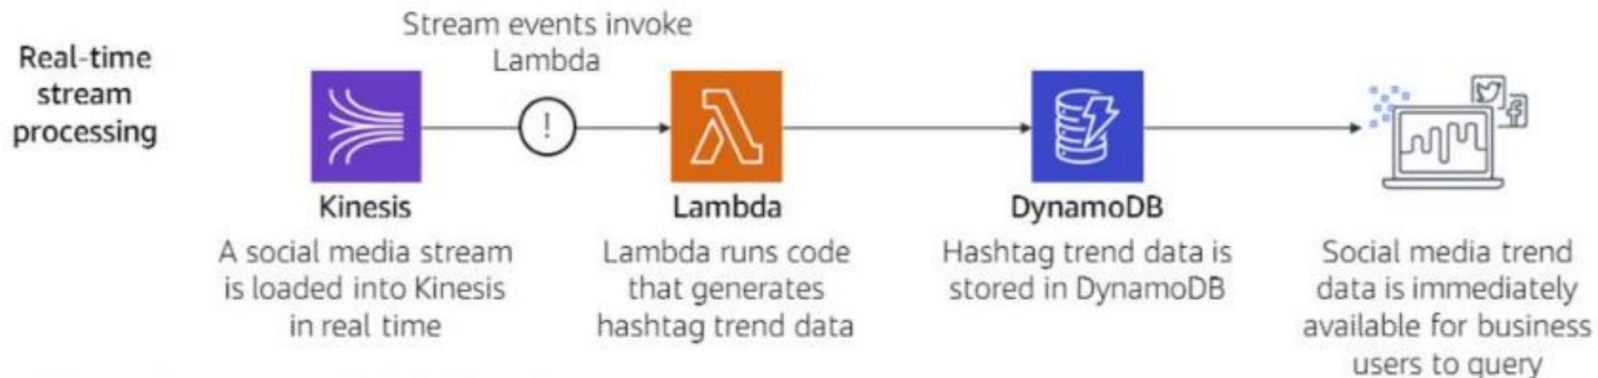 Real-time
stream
processing
Stream events invoke
Lambda
!
Kinesis
A social media stream
is loaded into Kinesis
in real time
Lambda
Lambda runs code
that generates
hashtag trend data
DynamoDB
Hashtag trend data is
stored in DynamoDB
Social media trend
data is immediately
available for business
users to query